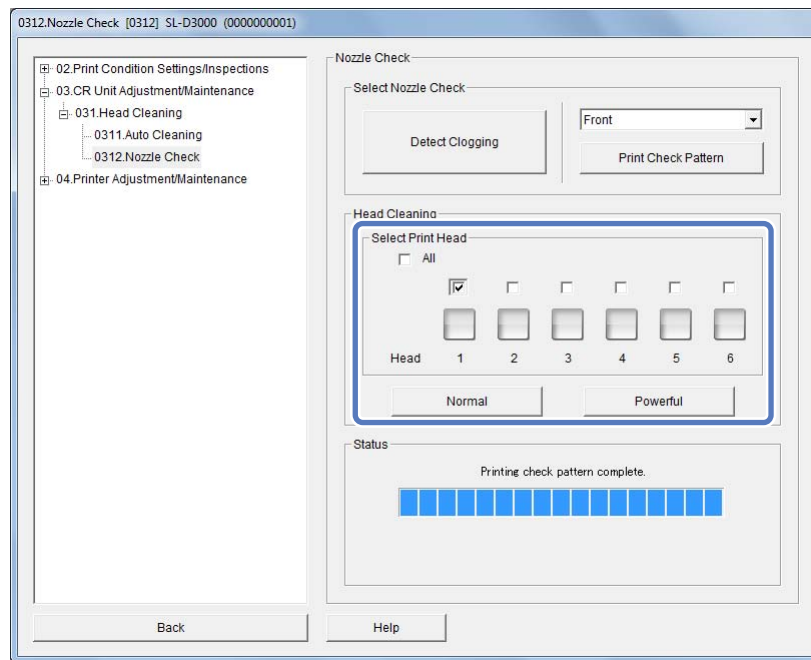 0312.Nozzle Check [0312] SL-D3000 (0000000001)
02.Print Condition Settings/Inspections
03.CR Unit Adjustment/Maintenance
031.Head Cleaning
0311.Auto Cleaning
0312.Nozzle Check
04.Printer Adjustment/Maintenance
Back
Nozzle Check
Select Nozzle Check
Detect Clogging
Front
Print Check Pattern
Head Cleaning
Select Print Head
All
Head 1 2 3 4 5 6
Normal Powerful
Status
Printing check pattern complete.
Help